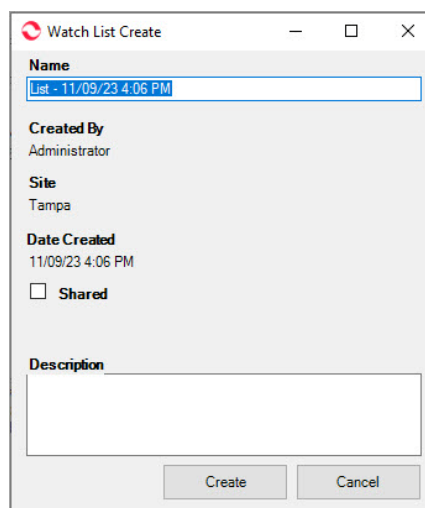 Watch List Create
Name
List - 11/09/23 4:06 PM
Created By
Administrator
Site
Tampa
Date Created
11/09/23 4:06 PM
Shared
Description
Create Cancel